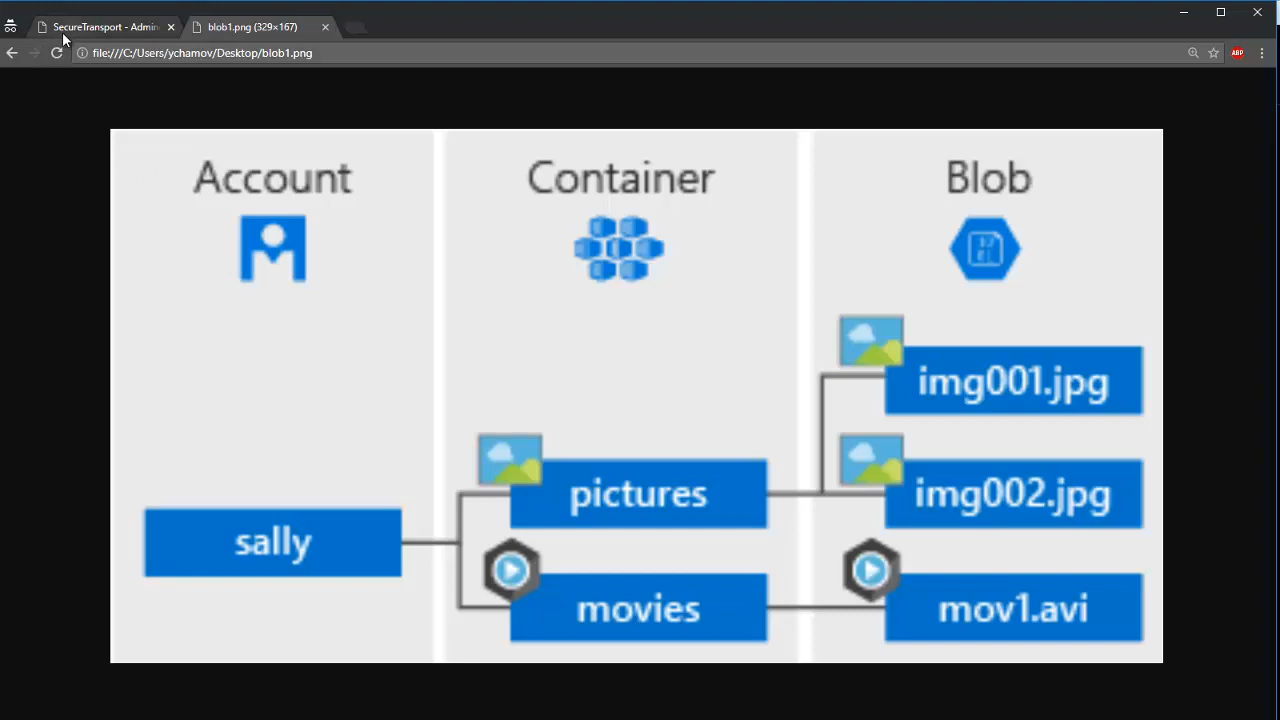 SecureTransport - Admin
blob1.png (329×167)
file:///C:/Users/ychamov/Desktop/blob1.png
ABP
Account
Container
Blob
img001.jpg
pictures
img002.jpg
sally
movies
mov1.avi